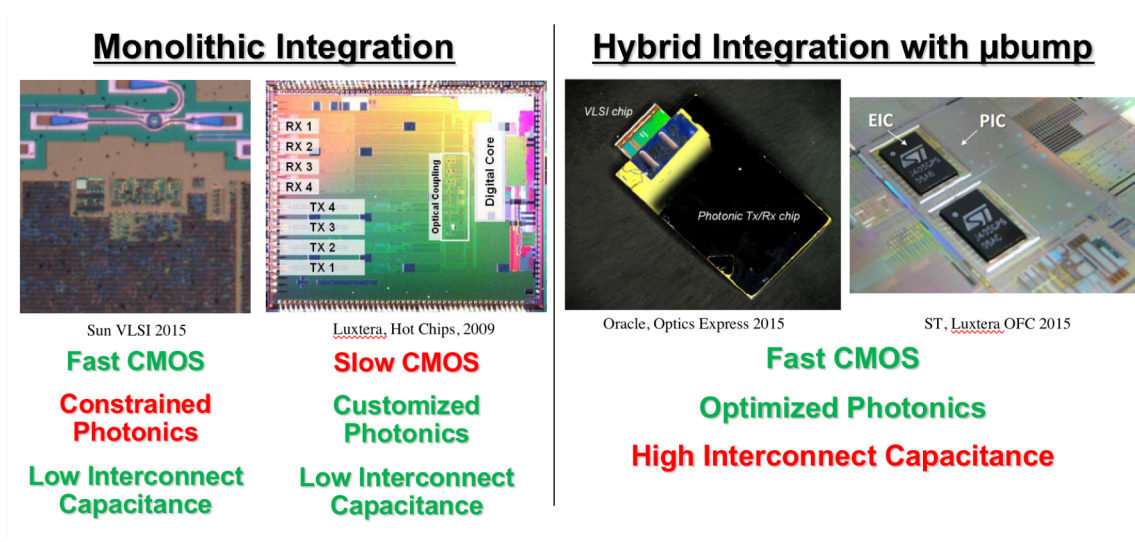 Monolithic Integration
RX 1
RX 2
RX 3
RX 4
TX 4
TX 3
TX 2
TX 1
Optical Coupling
Digital Core
Sun VLSI 2015
Luxtera, Hot Chips, 2009
Fast CMOS
Constrained
Photonics
Low Interconnect
Capacitance
Slow CMOS
Customized
Photonics
Low Interconnect
Capacitance
Hybrid Integration with µbump
VLSI chip
Photonic Tx/Rx chip
EIC
PIC
ST
ST
Oracle, Optics Express 2015
ST, Luxtera OFC 2015
Fast CMOS
Optimized Photonics
High Interconnect Capacitance